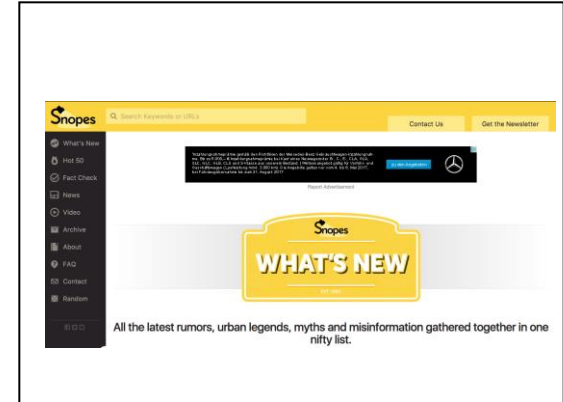 Snopes
Search Keywords or URLs
Contact Us
Get the Newsletter
What's New
Hot 50
Fact Check
News
Video
Archive
About
FAQ
Contact
Random
Report Advertisement
Snopes
WHAT'S NEW
All the latest rumors, urban legends, myths and misinformation gathered together in one
nifty list.